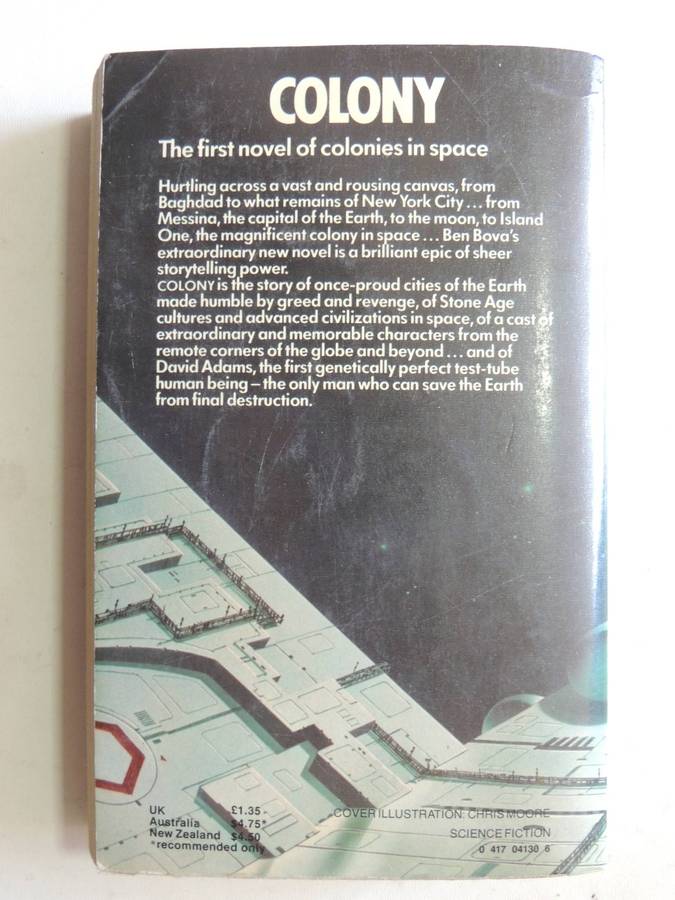 COLONY
The first novel of colonies in space
Hurtling across a vast and rousing canvas, from
Baghdad to what remains of New York City ... from
Messina, the capital of the Earth, to the moon, to Island
One, the magnificent colony in space ... Ben Bova's
extraordinary new novel is a brilliant epic of sheer
storytelling power.
COLONY is the story of once-proud cities of the Earth
made humble by greed and revenge, of Stone Age
cultures and advanced civilizations in space, of a cast of
extraordinary and memorable characters from the
remote corners of the globe and beyond ... and of
David Adams, the first genetically perfect test-tube
human being – the only man who can save the Earth
from final destruction.
UK £1.35
Australia $4.75*
New Zealand $4.50
*recommended only
COVER ILLUSTRATION: CHRIS MOORE
SCIENCE FICTION
0 417 04130 6